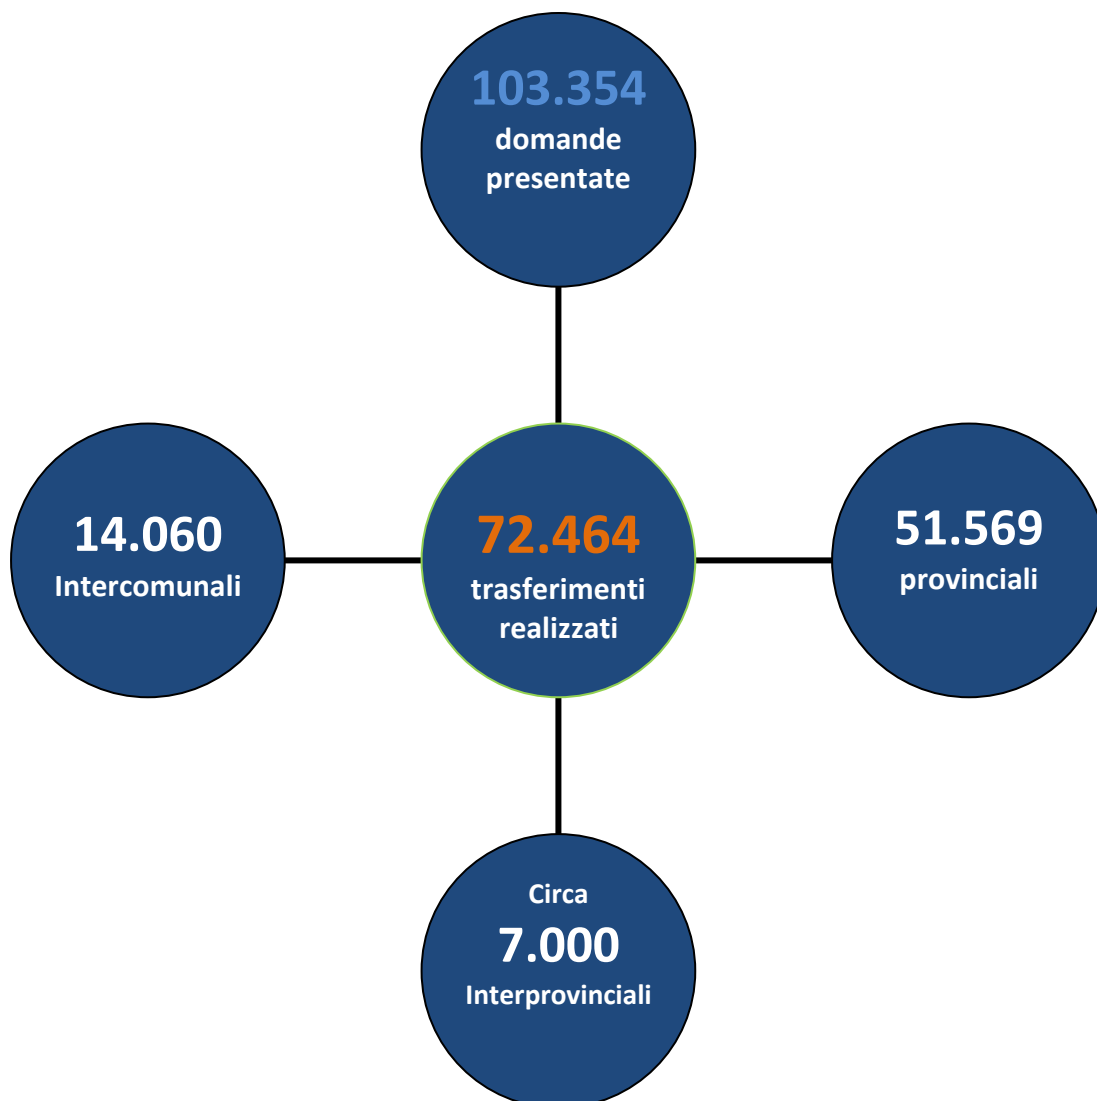 103.354
domande
presentate
14.060
Intercomunali
72.464
trasferimenti
realizzati
51.569
provinciali
Circa
7.000
Interprovinciali